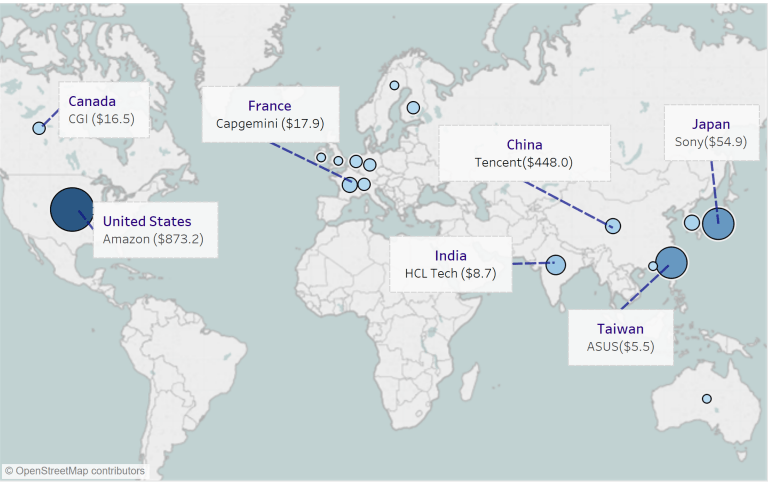 Canada
CGI ($16.5)
France
Capgemini ($17.9)
China
Tencent($448.0)
Japan
Sony($54.9)
United States
Amazon ($873.2)
India
HCL Tech ($8.7)
Taiwan
ASUS($5.5)
© OpenStreetMap contributors